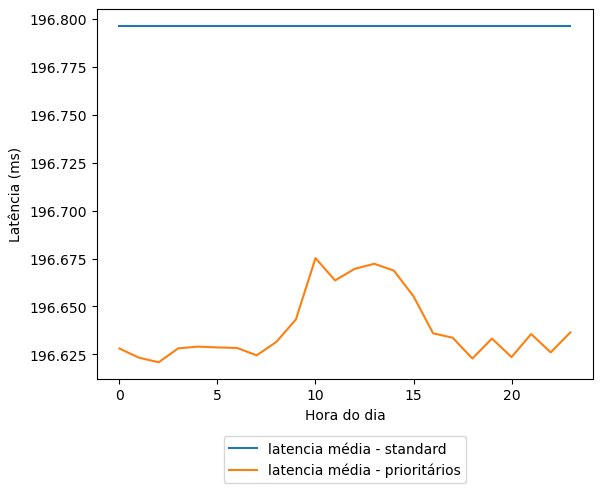 196.800
196.775
196.750
196.725
196.700
196.675
196.650
196.625
Latência (ms)
0 5 10 15 20
Hora do dia
latencia média - standard
latencia média - prioritários